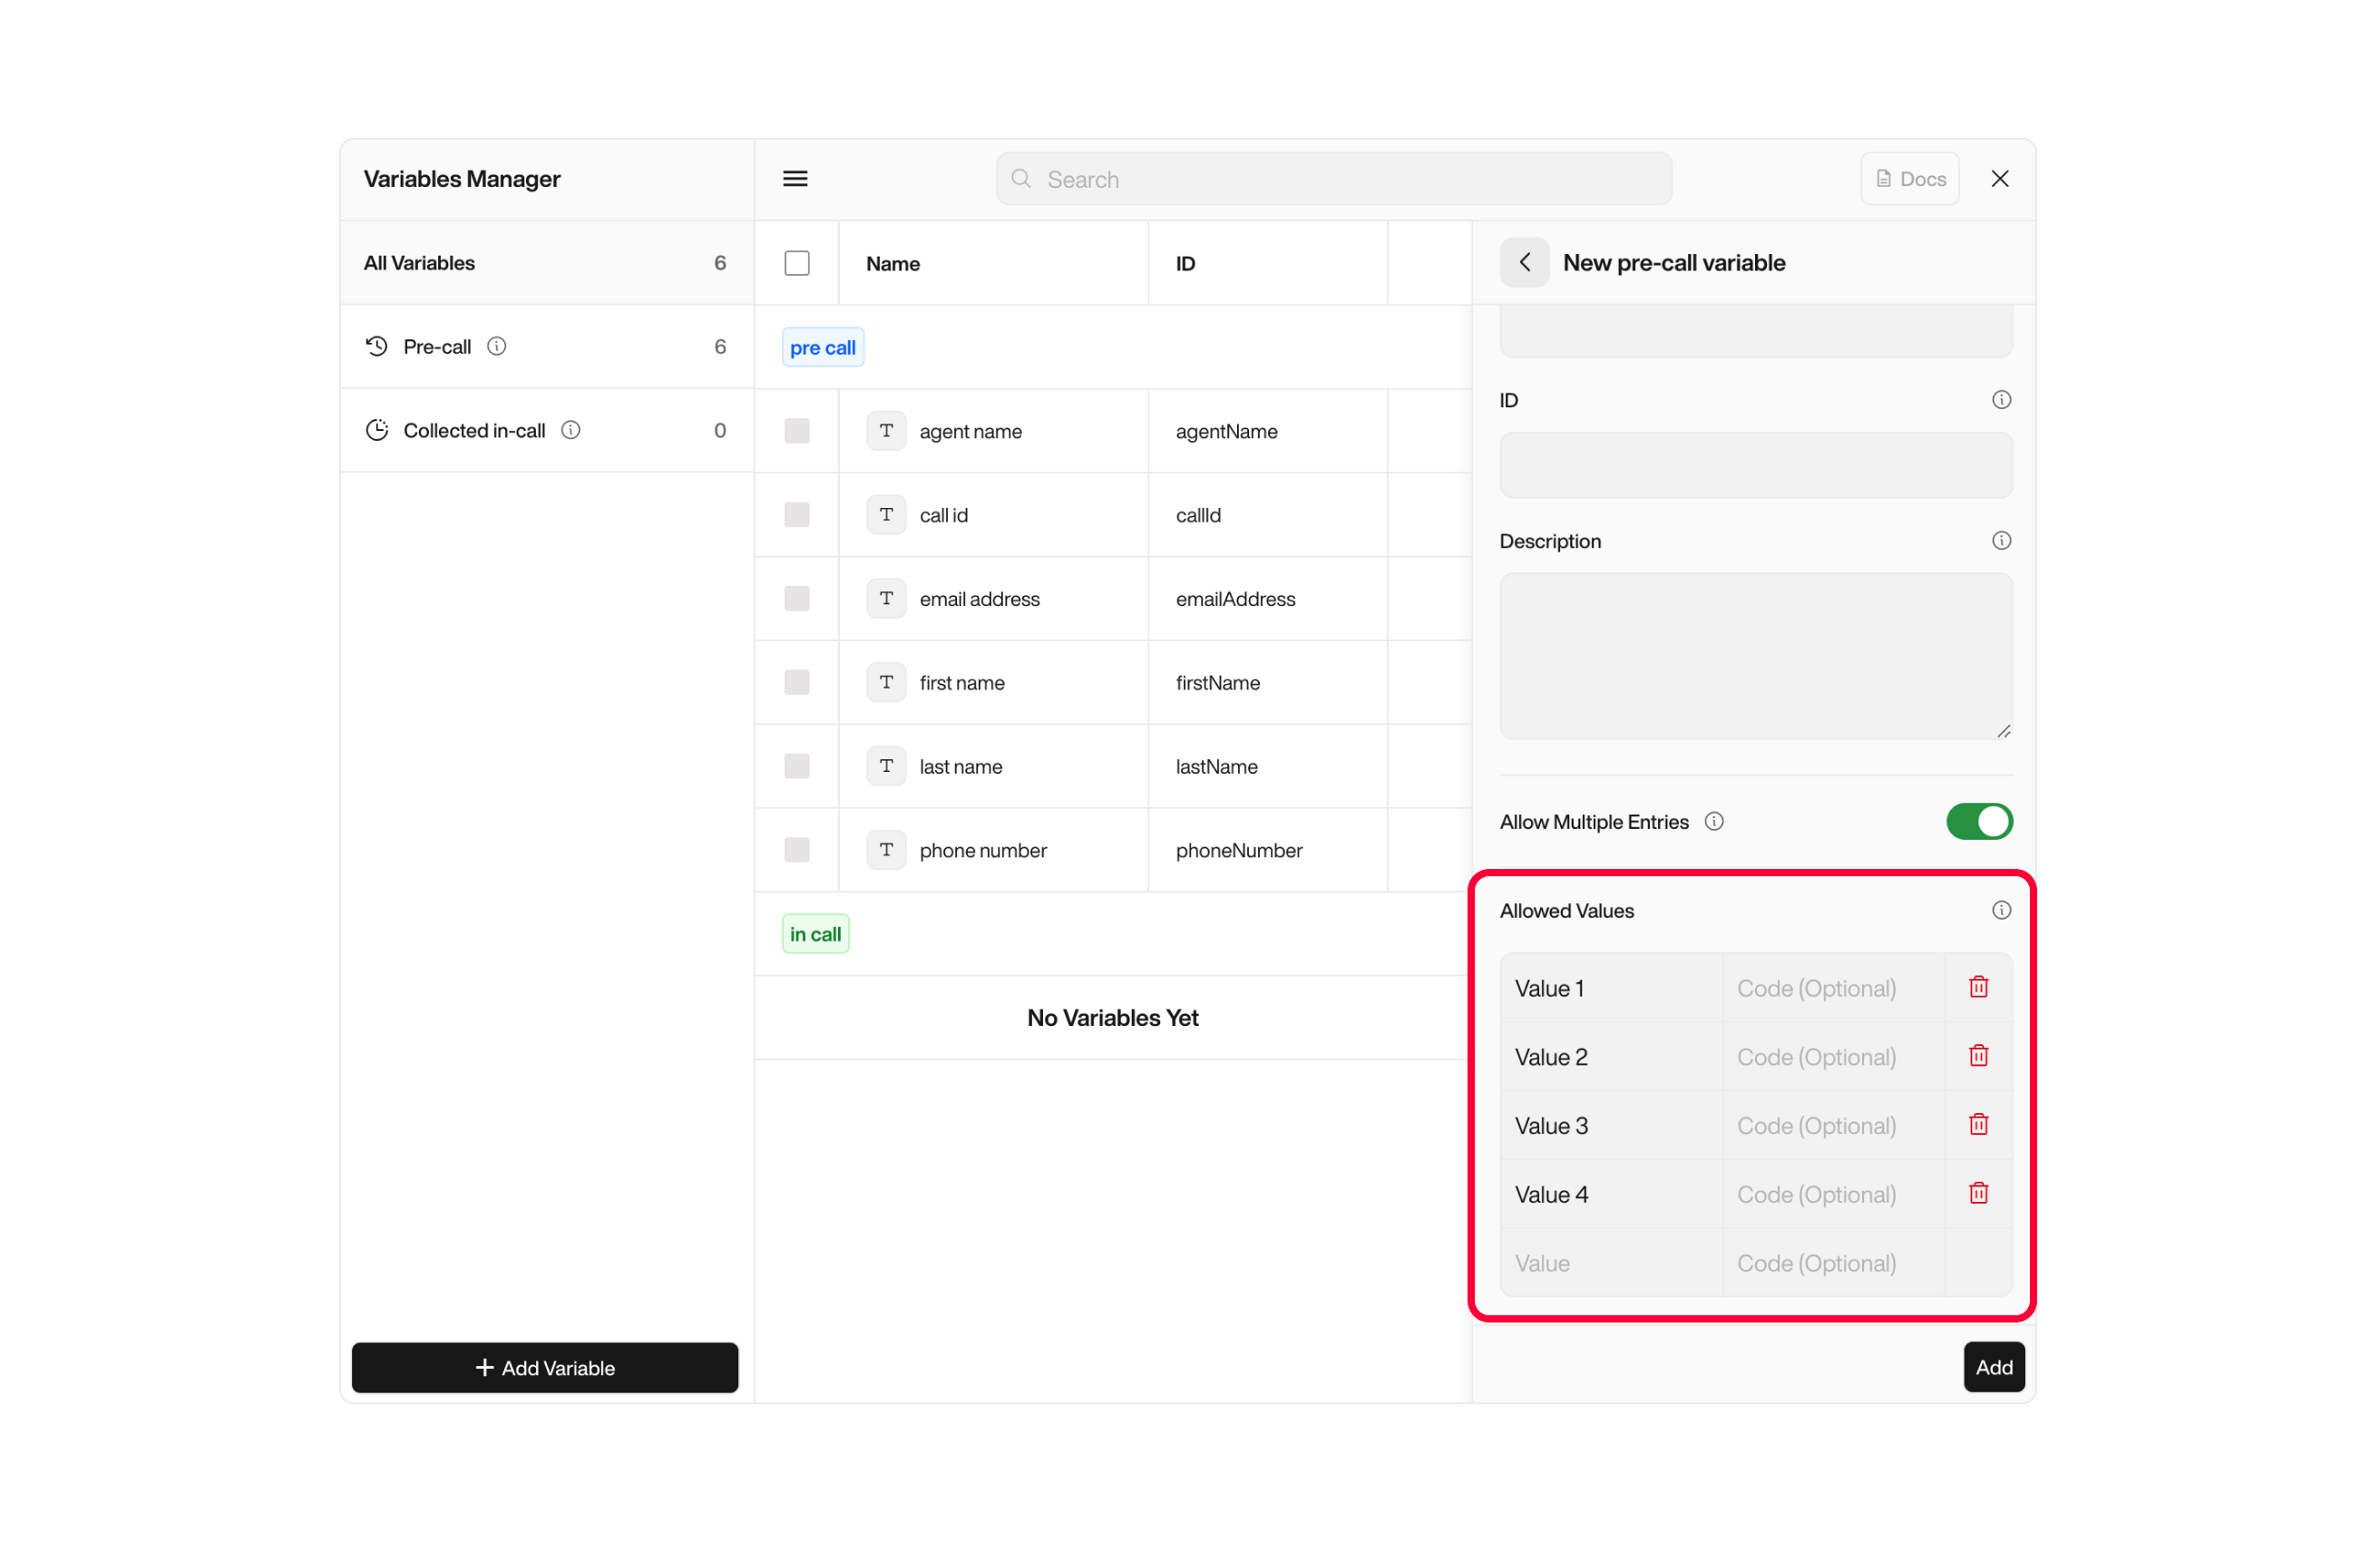 Variables Manager
Search
Docs
All Variables 6
Pre-call 6
Collected in-call 0
Add Variable
Name ID
pre call
T agent name agentName
T call id callId
T email address emailAddress
T first name firstName
T last name lastName
T phone number phoneNumber
in call
No Variables Yet
New pre-call variable
ID
Description
Allow Multiple Entries
Allowed Values
Value 1 Code (Optional)
Value 2 Code (Optional)
Value 3 Code (Optional)
Value 4 Code (Optional)
Value Code (Optional)
Add